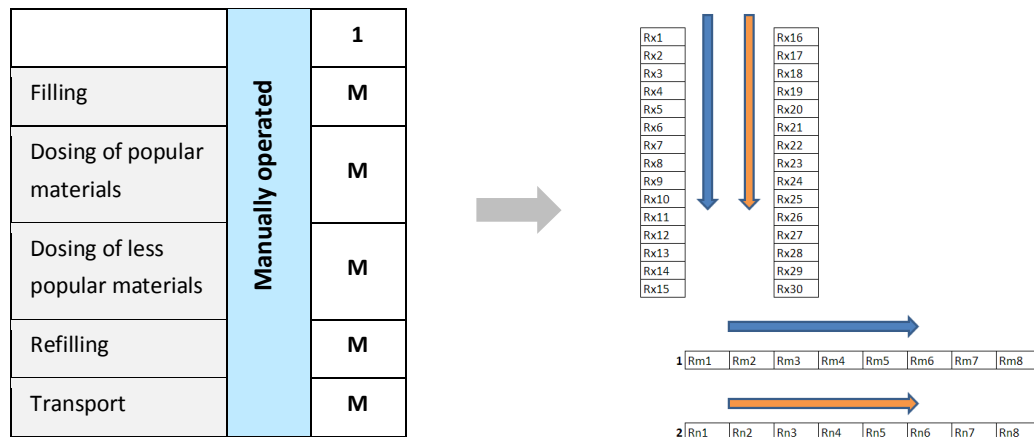 1
Filling
M
Dosing of popular
materials
M
Manually operated
Dosing of less
popular materials
M
Refilling
M
Transport
M
Rx1
Rx2
Rx3
Rx4
Rx5
Rx6
Rx7
Rx8
Rx9
Rx10
Rx11
Rx12
Rx13
Rx14
Rx15
Rx16
Rx17
Rx18
Rx19
Rx20
Rx21
Rx22
Rx23
Rx24
Rx25
Rx26
Rx27
Rx28
Rx29
Rx30
1 Rm1 Rm2 Rm3 Rm4 Rm5 Rm6 Rm7 Rm8
2 Rn1 Rn2 Rn3 Rn4 Rn5 Rn6 Rn7 Rn8